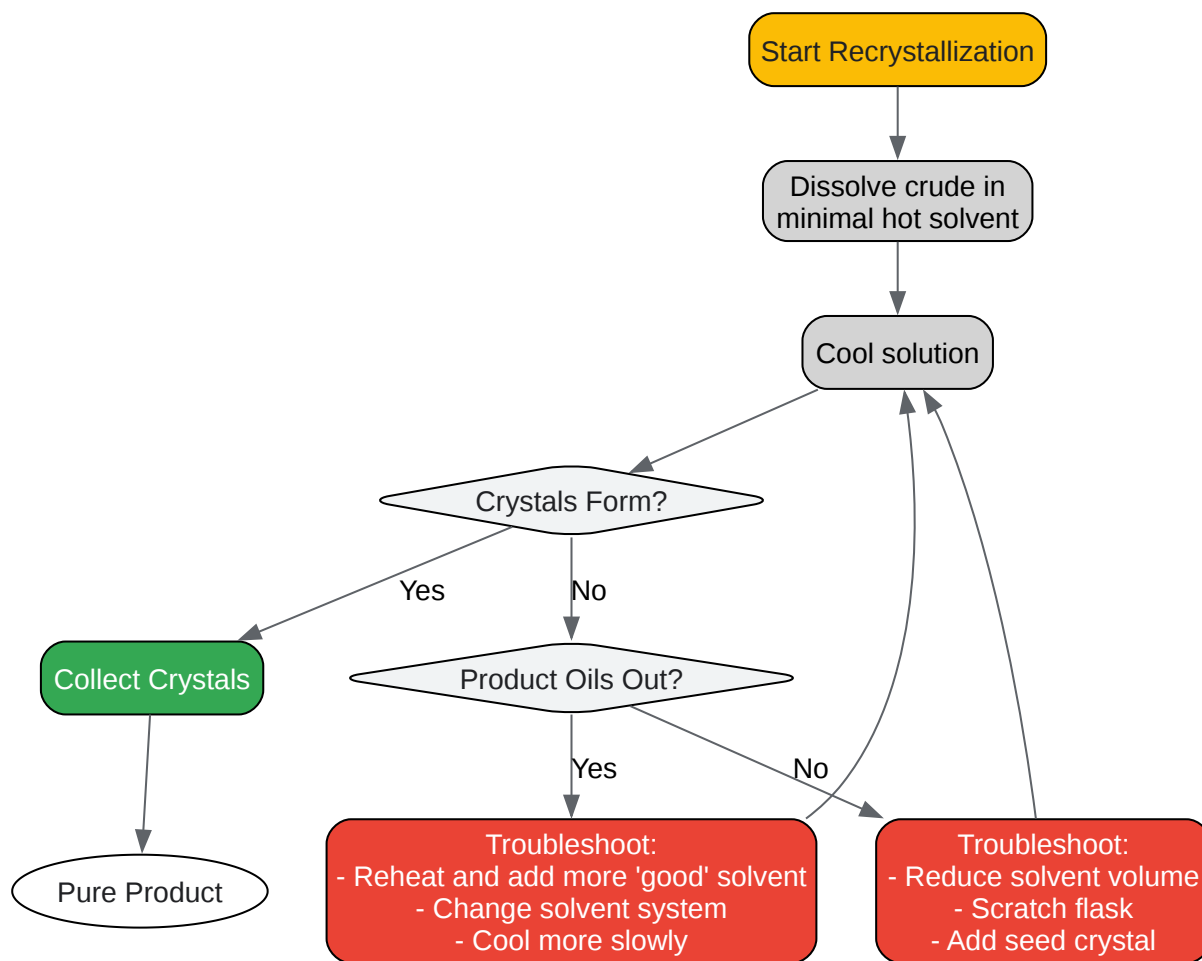 Start Recrystallization
Dissolve crude in
minimal hot solvent
Cool solution
Crystals Form?
Yes
No
Collect Crystals
Product Oils Out?
Yes
No
Pure Product
Troubleshoot:
- Reheat and add more 'good' solvent
- Change solvent system
- Cool more slowly
Troubleshoot:
- Reduce solvent volume
- Scratch flask
- Add seed crystal